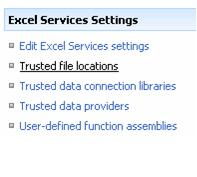 Excel Services Settings
Edit Excel Services settings
Trusted file locations
Trusted data connection libraries
Trusted data providers
User-defined function assemblies